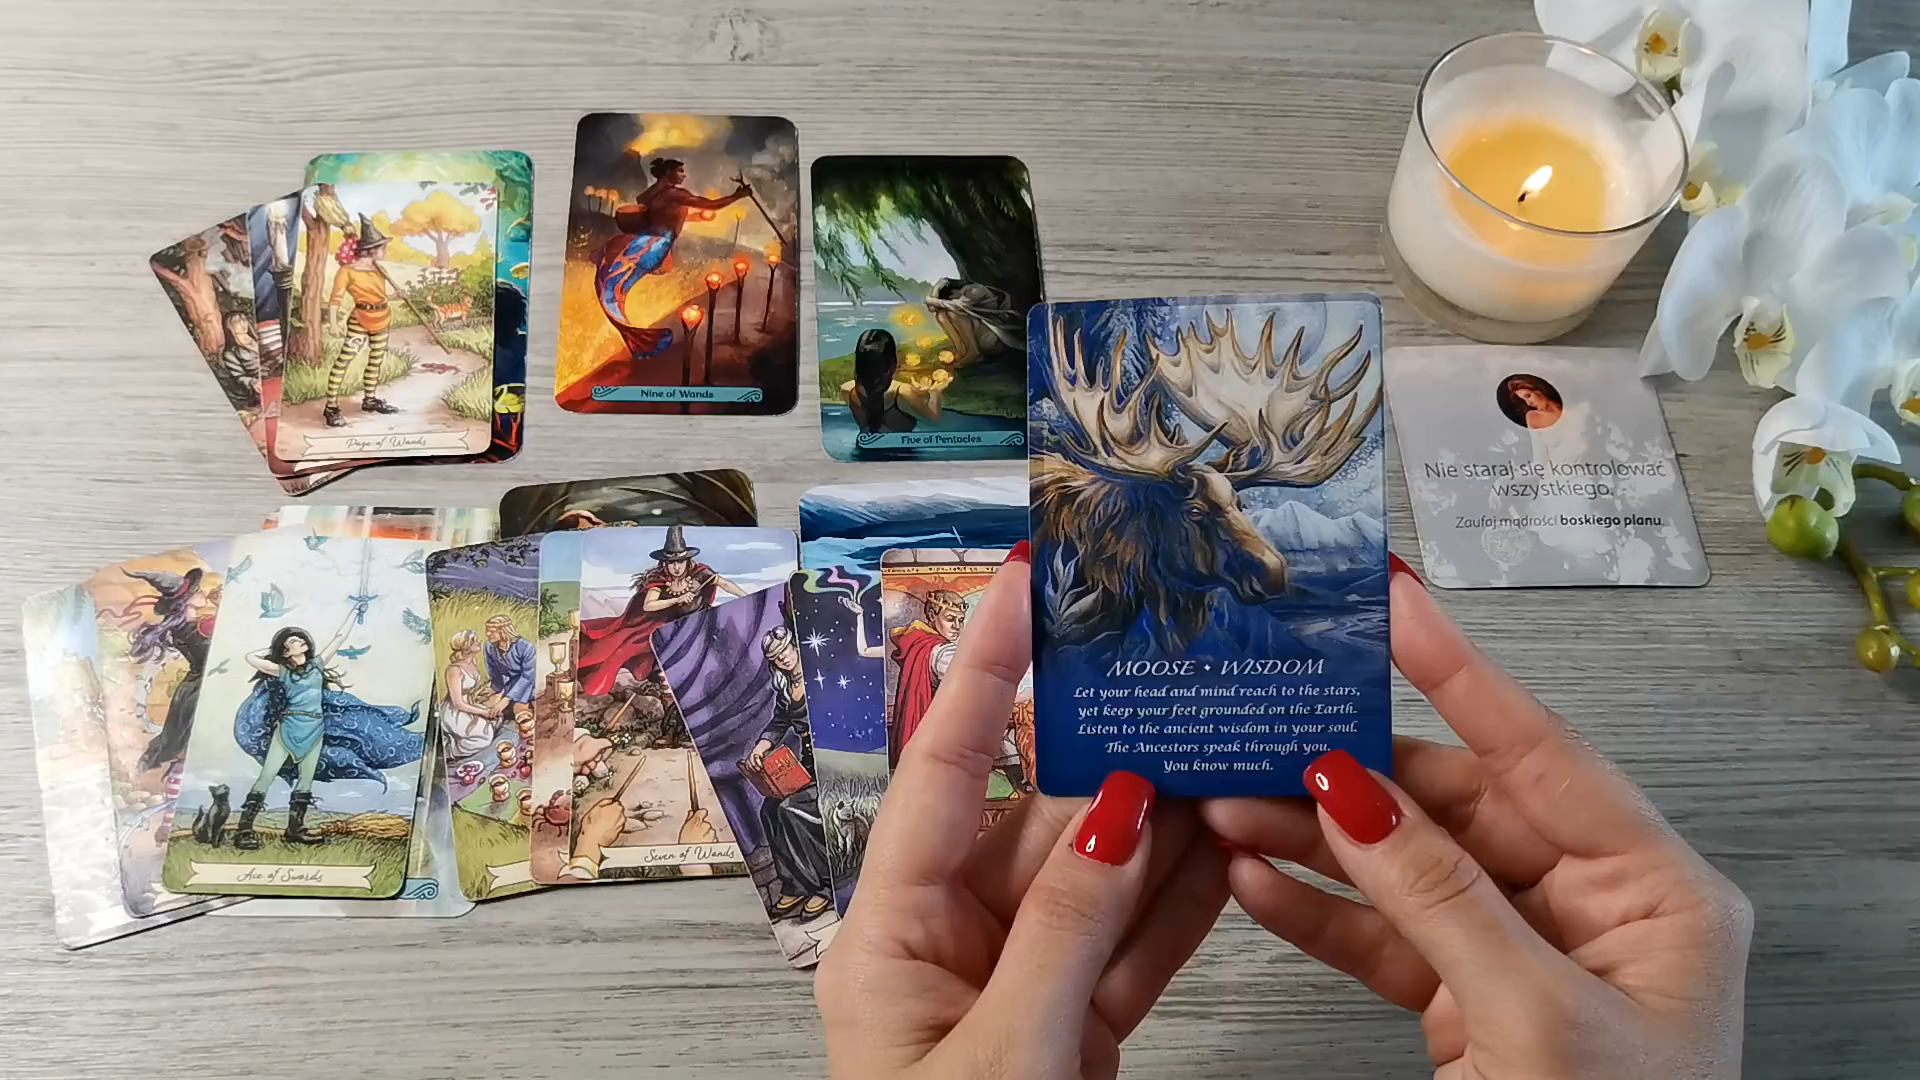 Page of Wands
Nine of Wands
Five of Pentacles
Nie staraj się kontrolować
wszystkiego.
Zaufaj mądrości boskiego planu.
MOOSE • WISDOM
Let your head and mind reach to the stars,
yet keep your feet grounded on the Earth.
Listen to the ancient wisdom in your soul.
The Ancestors speak through you.
You know much.
Ace of Swords
Seven of Wands